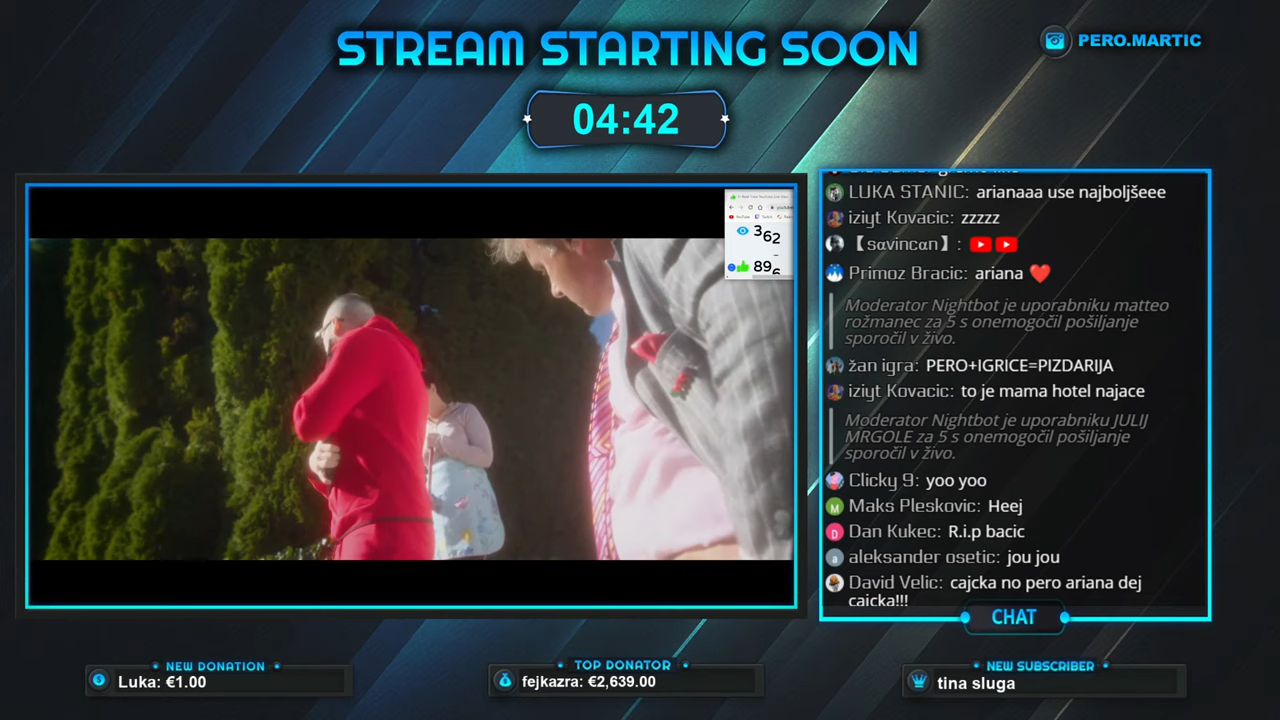 STREAM STARTING SOON
PERO.MARTIC
04:42
362
896
LUKA STANIC: arianaaa use najboljšeee
iziyt Kovacic: zzzzz
【sαvincαn】:
Primoz Bracic: ariana ❤️
Moderator Nightbot je uporabniku matteo
rožmanec za 5 s onemogočil pošiljanje
sporočil v živo.
žan igra: PERO+IGRICE=PIZDARIJA
iziyt Kovacic: to je mama hotel najace
Moderator Nightbot je uporabniku JULIJ
MRGOLE za 5 s onemogočil pošiljanje
sporočil v živo.
Clicky 9: yoo yoo
M Maks Pleskovic: Heej
D Dan Kukec: R.i.p bacic
a aleksander osetic: jou jou
David Velic: cajcka no pero ariana dej
cajcka!!!
CHAT
NEW DONATION
Luka: €1.00
TOP DONATOR
fejkazra: €2,639.00
NEW SUBSCRIBER
tina sluga